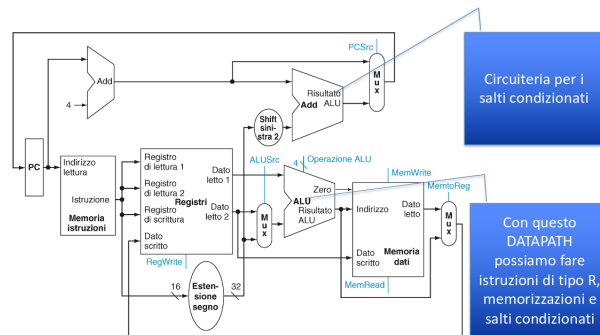 PCSrc
Add
4
Risultato
Add ALU
Mux
Shift
sini-
stra 2
Circuiteria per i
salti condizionati
PC
Indirizzo
lettura
Istruzione
Memoria
istruzioni
Registro
di lettura 1
Registro
di lettura 2
Registro
di scrittura
Dato
scritto
Dato
letto 1
Registri
Dato
letto 2
RegWrite
ALUSrc
Mux
4 Operazione ALU
Zero
ALU
Risultato
ALU
MemWrite
Indirizzo
Dato
letto
Dato
scritto
Memoria
dati
MemRead
MemtoReg
Mux
16
Esten-
sione
segno
32
Con questo
DATAPATH
possiamo fare
istruzioni di tipo R,
memorizzazioni e
salti condizionati